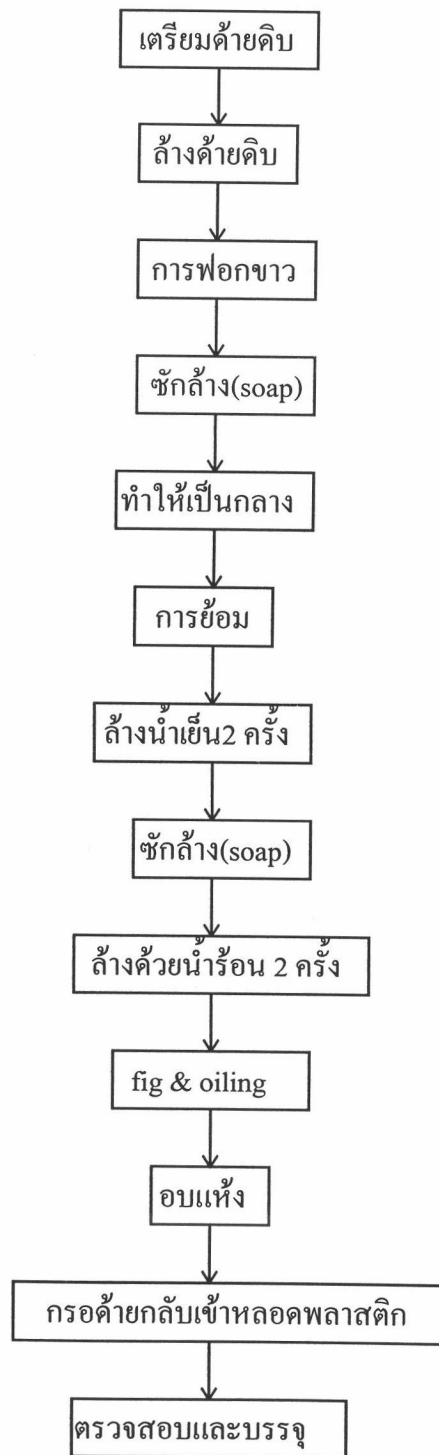 เตรียมด้ายดิบ
ล้างด้ายดิบ
การฟอกขาว
ซักล้าง(soap)
ทำให้เป็นกลาง
การย้อม
ล้างน้ำเย็น2 ครั้ง
ซักล้าง(soap)
ล้างด้วยน้ำร้อน 2 ครั้ง
fig & oiling
อบแห้ง
กรอด้ายกลับเข้าหลอดพลาสติก
ตรวจสอบและบรรจุ